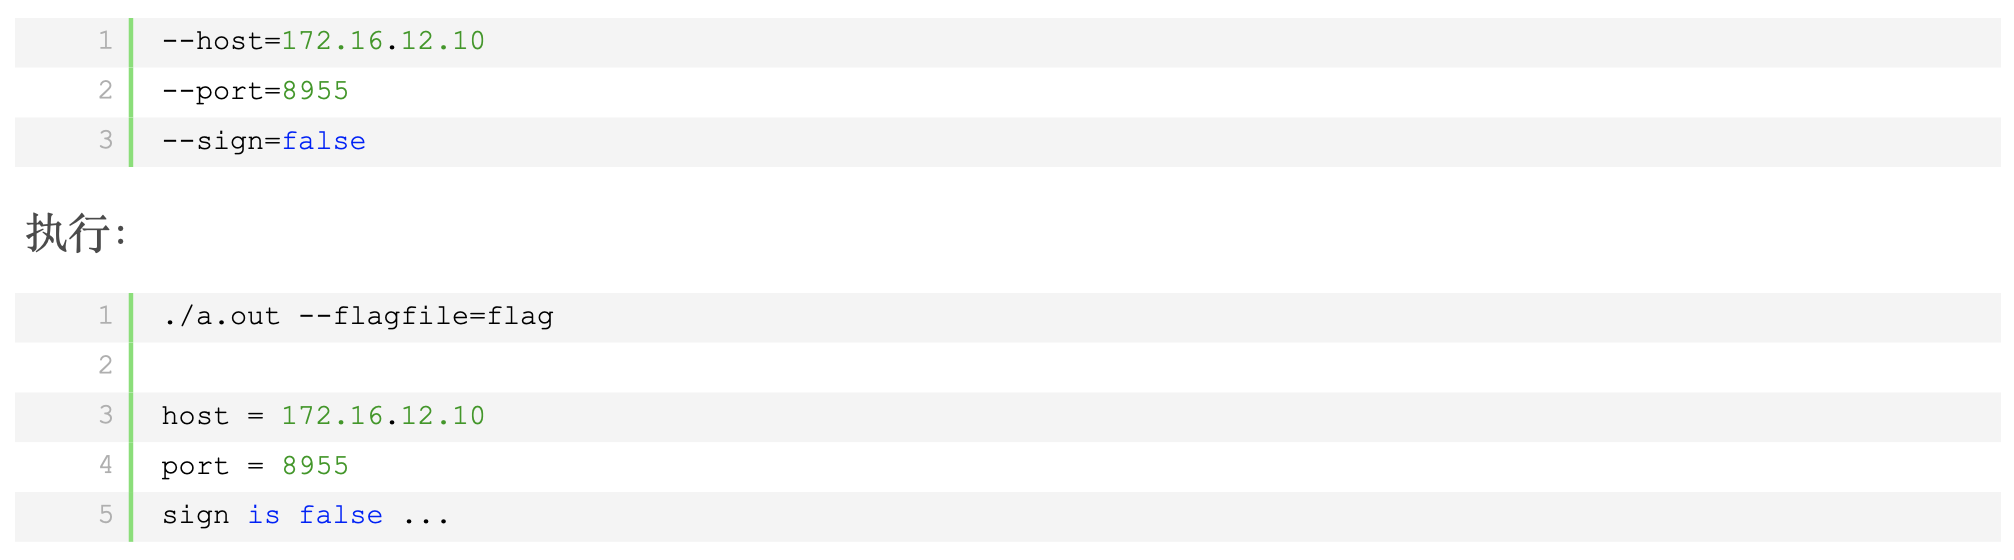 1 --host=172.16.12.10
2 --port=8955
3 --sign=false
执行：
1 ./a.out --flagfile=flag
2
3 host = 172.16.12.10
4 port = 8955
5 sign is false ...